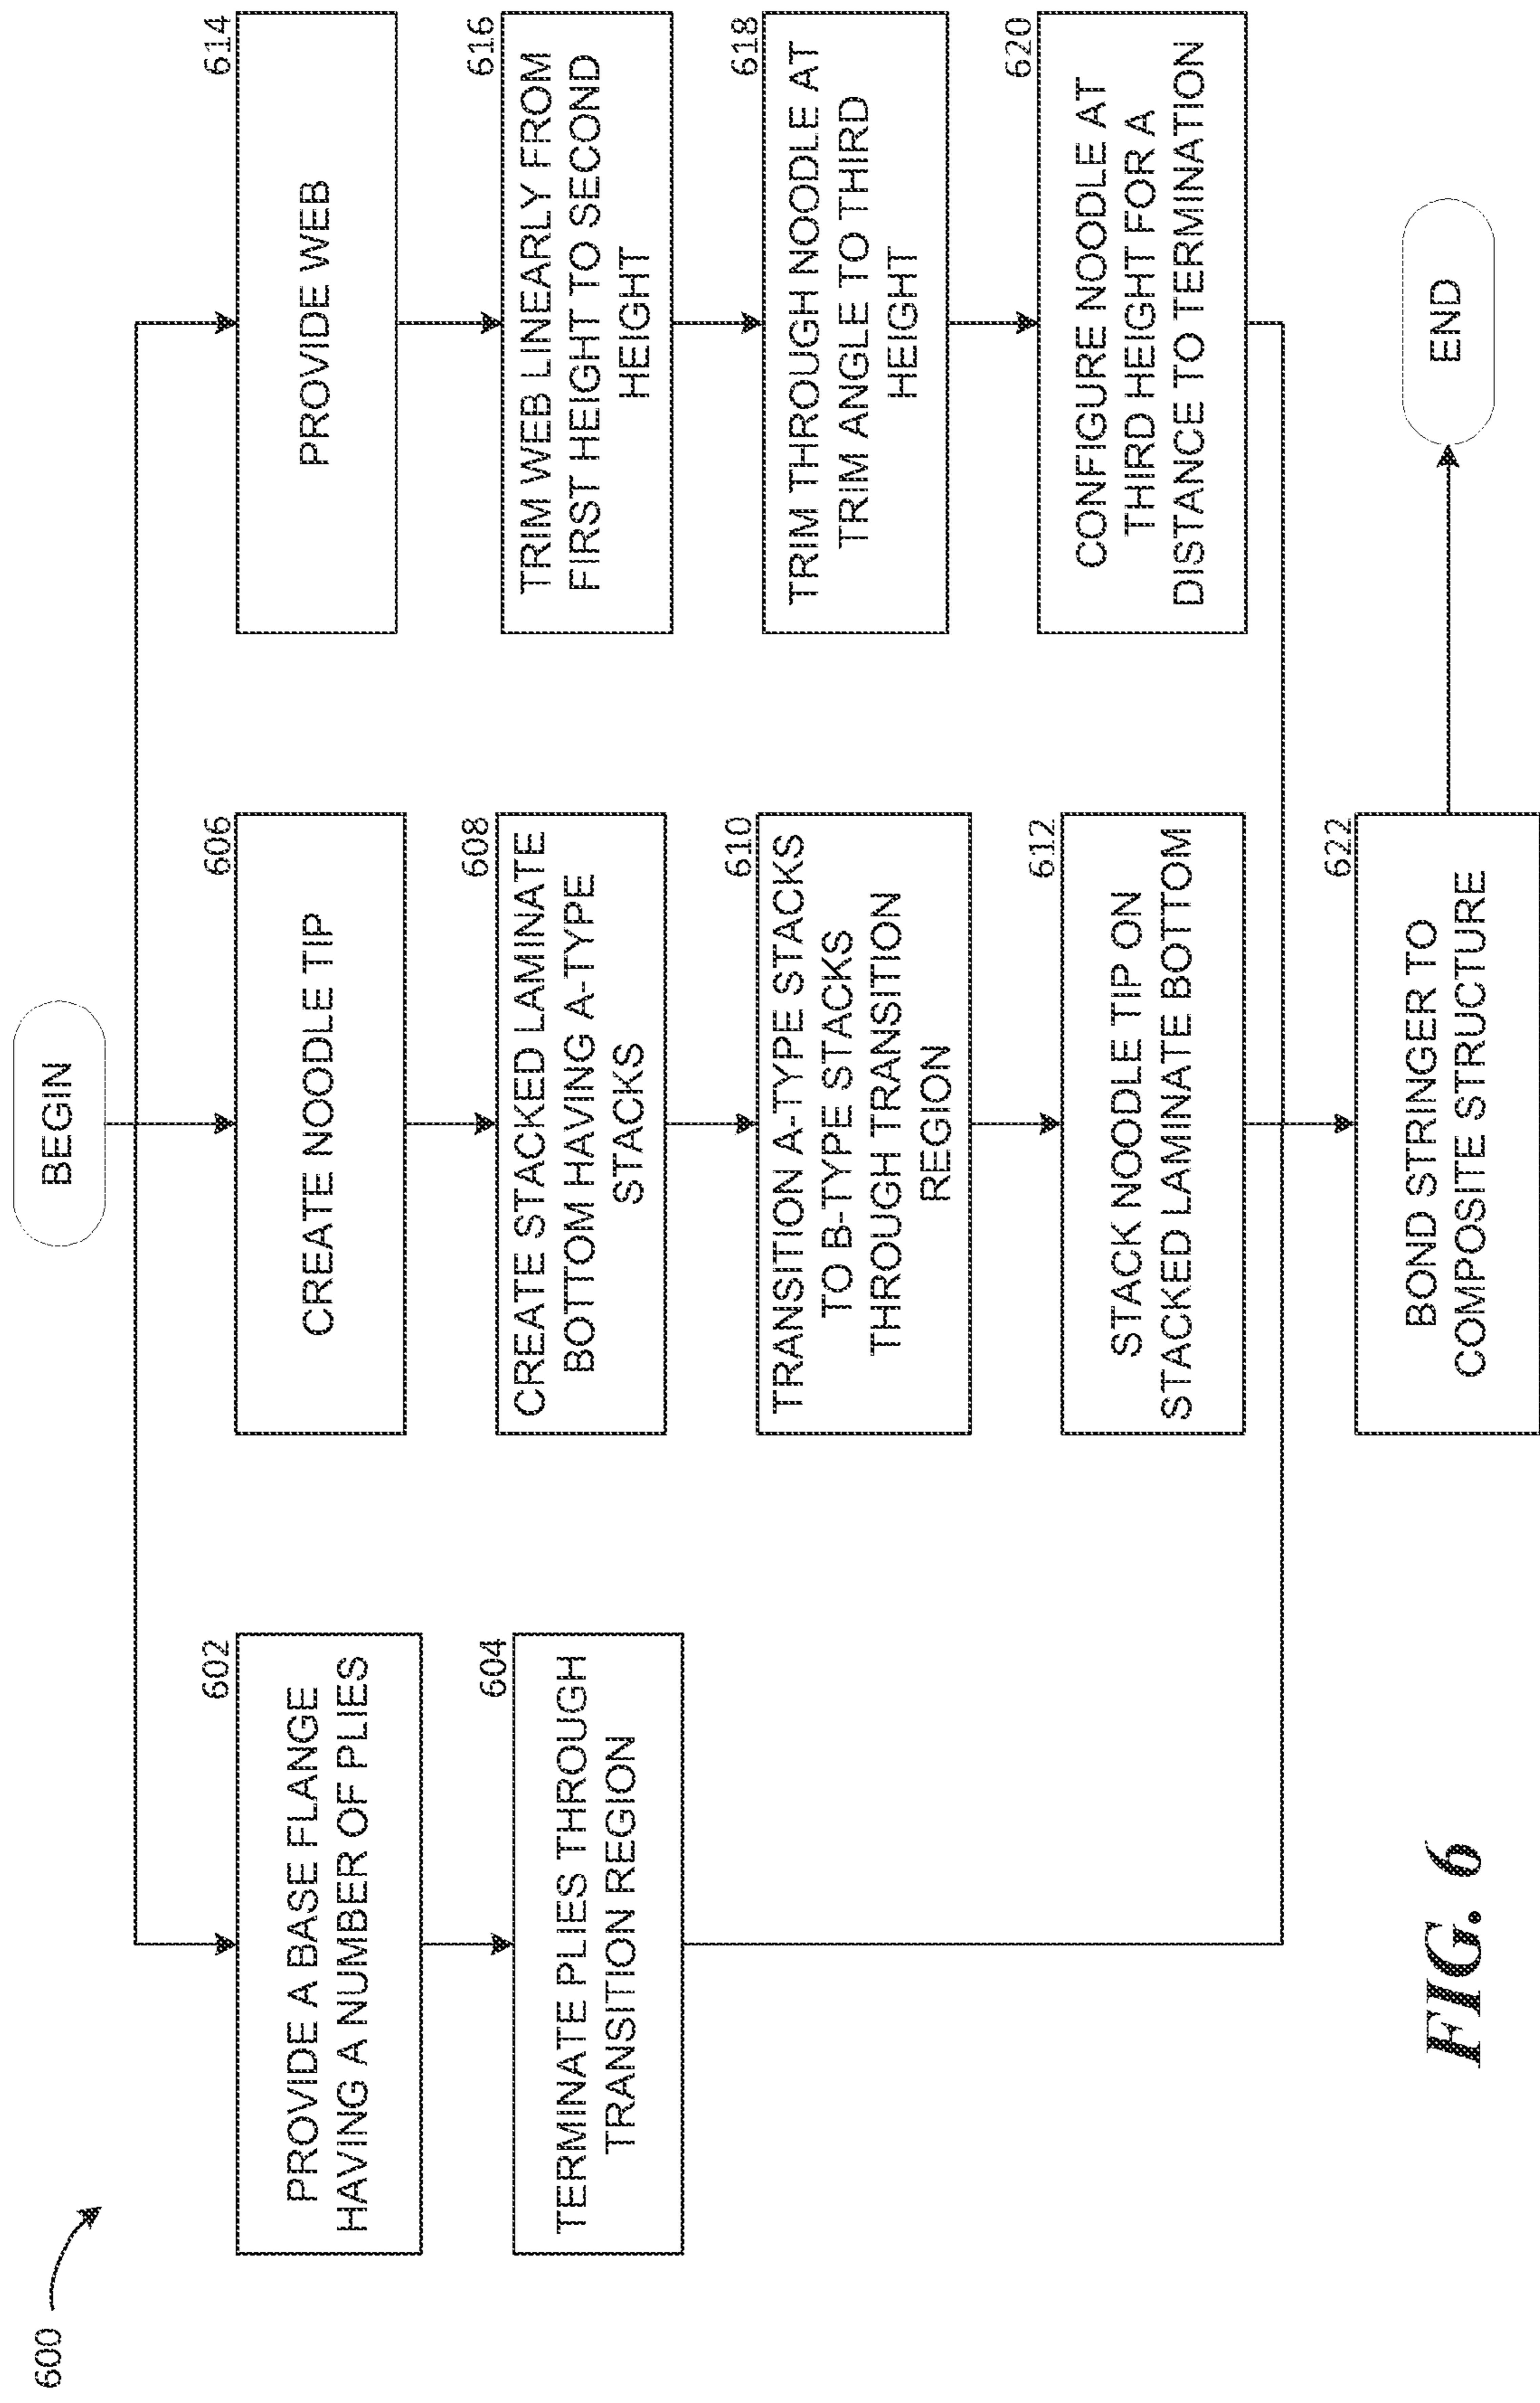 600
BEGIN
602
PROVIDE A BASE FLANGE
HAVING A NUMBER OF PLIES
604
TERMINATE PLIES THROUGH
TRANSITION REGION
606
CREATE NOODLE TIP
608
CREATE STACKED LAMINATE
BOTTOM HAVING A-TYPE
STACKS
610
TRANSITION A-TYPE STACKS
TO B-TYPE STACKS
THROUGH TRANSITION
REGION
612
STACK NOODLE TIP ON
STACKED LAMINATE BOTTOM
614
PROVIDE WEB
616
TRIM WEB LINEARLY FROM
FIRST HEIGHT TO SECOND
HEIGHT
618
TRIM THROUGH NOODLE AT
TRIM ANGLE TO THIRD
HEIGHT
620
CONFIGURE NOODLE AT
THIRD HEIGHT FOR A
DISTANCE TO TERMINATION
622
BOND STRINGER TO
COMPOSITE STRUCTURE
END
FIG. 6